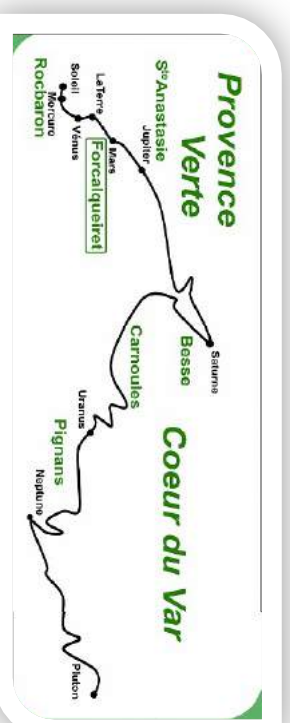 Provence
Verte
Coeur du Var
S^te Anastasie
Jupiter
Saturne
Besse
Mars
LaTerre
Forcalqueiret
Vénus
Soleil
Mercure
Rocbaron
Carnoules
Uranus
Pignans
Neptune
Pluton